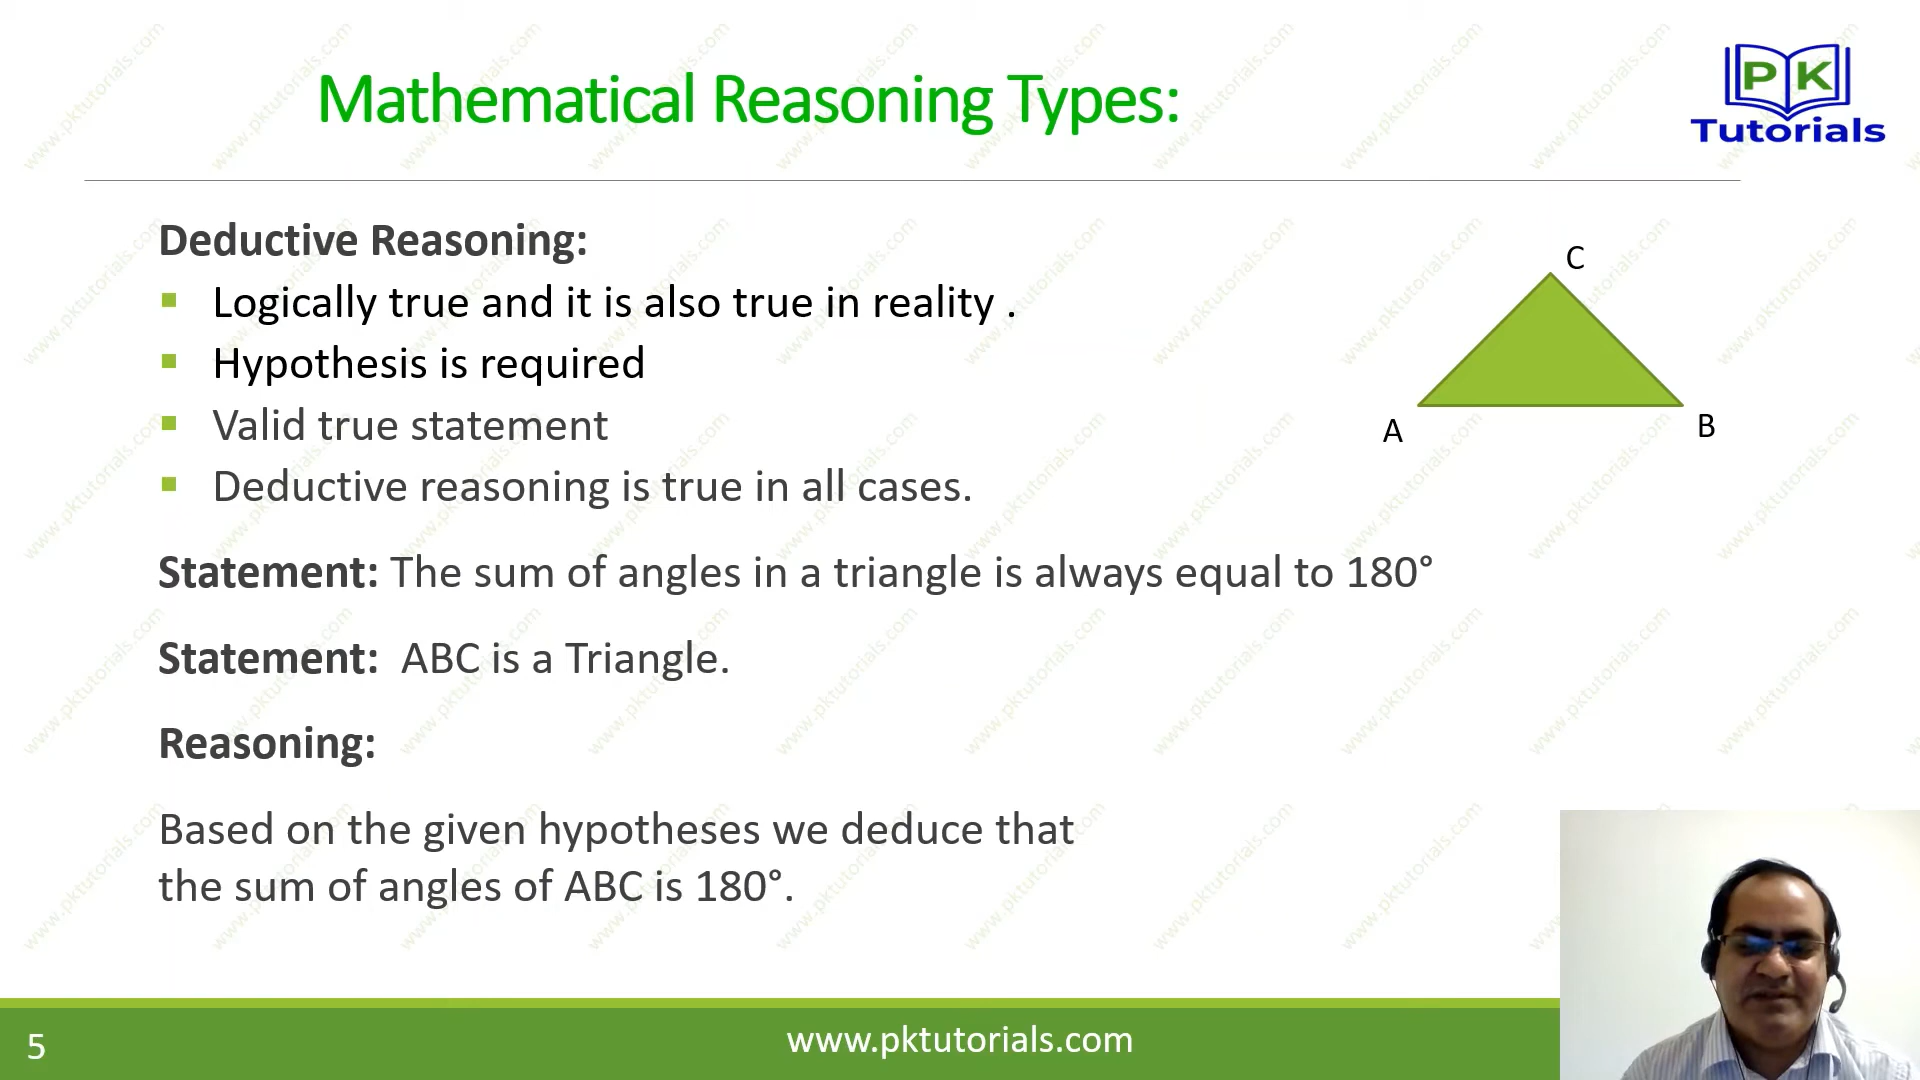 Mathematical Reasoning Types:
PK
Tutorials
Deductive Reasoning:
Logically true and it is also true in reality .
Hypothesis is required
Valid true statement
Deductive reasoning is true in all cases.
C
A
B
Statement: The sum of angles in a triangle is always equal to 180°
Statement: ABC is a Triangle.
Reasoning:
Based on the given hypotheses we deduce that
the sum of angles of ABC is 180°.
5
www.pktutorials.com